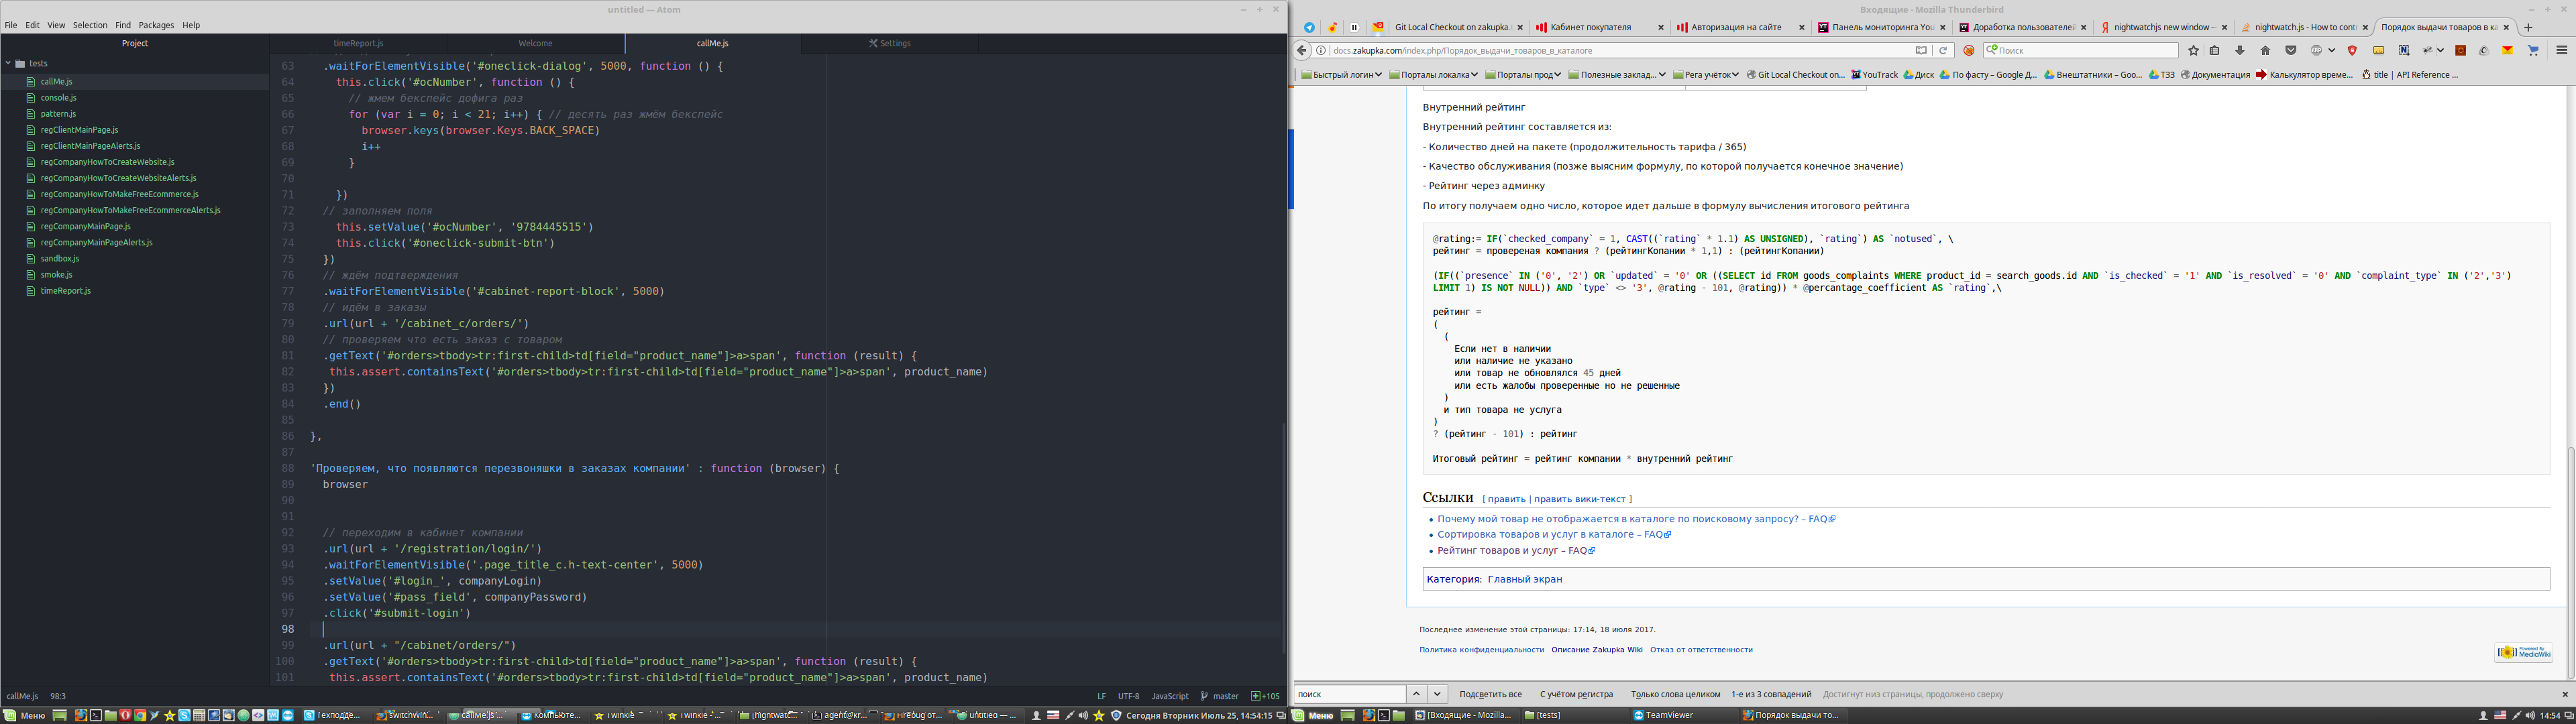 untitled — Atom
File Edit View Selection Find Packages Help
Project
timeReport.js
Welcome
callMe.js
Settings
tests
callMe.js
console.js
pattern.js
regClientMainPage.js
regClientMainPageAlerts.js
regCompanyHowToCreateWebsite.js
regCompanyHowToCreateWebsiteAlerts.js
regCompanyHowToMakeFreeEcommerce.js
regCompanyHowToMakeFreeEcommerceAlerts.js
regCompanyMainPage.js
regCompanyMainPageAlerts.js
sandbox.js
smoke.js
timeReport.js
63 .waitForElementVisible('#oneclick-dialog', 5000, function () {
64 this.click('#ocNumber', function () {
65 // жмем бекспейс дофига раз
66 for (var i = 0; i < 21; i++) { // десять раз жмём бекспейс
67 browser.keys(browser.Keys.BACK_SPACE)
68 i++
69 }
70
71 })
72 // заполняем поля
73 this.setValue('#ocNumber', '9784445515')
74 this.click('#oneclick-submit-btn')
75 })
76 // ждём подтверждения
77 .waitForElementVisible('#cabinet-report-block', 5000)
78 // идём в заказы
79 .url(url + '/cabinet_c/orders/')
80 // проверяем что есть заказ с товаром
81 .getText('#orders>tbody>tr:first-child>td[field="product_name"]>a>span', function (result) {
82 this.assert.containsText('#orders>tbody>tr:first-child>td[field="product_name"]>a>span', product_name)
83 })
84 .end()
85
86 },
87
88 'Проверяем, что появляются перезвоняшки в заказах компании' : function (browser) {
89 browser
90
91
92 // переходим в кабинет компании
93 .url(url + '/registration/login/')
94 .waitForElementVisible('.page_title_c.h-text-center', 5000)
95 .setValue('#login_', companyLogin)
96 .setValue('#pass_field', companyPassword)
97 .click('#submit-login')
98
99 .url(url + "/cabinet/orders/")
100 .getText('#orders>tbody>tr:first-child>td[field="product_name"]>a>span', function (result) {
101 this.assert.containsText('#orders>tbody>tr:first-child>td[field="product_name"]>a>span', product_name)
callMe.js 98:3
LF UTF-8 JavaScript master +105
Входящие - Mozilla Thunderbird
Git Local Checkout on zakupka.
Кабинет покупателя
Авторизация на сайте
Панель мониторинга You
Доработка пользователей
nightwatchjs new window —
nightwatch.js - How to cont
Порядок выдачи товаров в ка
docs.zakupka.com/index.php/Порядок_выдачи_товаров_в_каталоге
Поиск
Быстрый логин Порталы локалка Порталы прод Полезные заклад... Рега учёток Git Local Checkout on... YouTrack Диск По фасту – Google Д... Внештатники – Goo... ТЗЗ Документация Калькулятор време... title | API Reference ...
Внутренний рейтинг
Внутренний рейтинг составляется из:
- Количество дней на пакете (продолжительность тарифа / 365)
- Качество обслуживания (позже выясним формулу, по которой получается конечное значение)
- Рейтинг через админку
По итогу получаем одно число, которое идет дальше в формулу вычисления итогового рейтинга
@rating:= IF(`checked_company` = 1, CAST((`rating` * 1.1) AS UNSIGNED), `rating`) AS `notused`, \
рейтинг = провереная компания ? (рейтингКопании * 1,1) : (рейтингКопании)
(IF((`presence` IN ('0', '2') OR `updated` = '0' OR ((SELECT id FROM goods_complaints WHERE product_id = search_goods.id AND `is_checked` = '1' AND `is_resolved` = '0' AND `complaint_type` IN ('2','3')
LIMIT 1) IS NOT NULL)) AND `type` <> '3', @rating - 101, @rating)) * @percantage_coefficient AS `rating`,\
рейтинг =
(
(
Если нет в наличии
или наличие не указано
или товар не обновлялся 45 дней
или есть жалобы проверенные но не решенные
)
и тип товара не услуга
)
? (рейтинг - 101) : рейтинг
Итоговый рейтинг = рейтинг компании * внутренний рейтинг
Ссылки [ править | править вики-текст ]
Почему мой товар не отображается в каталоге по поисковому запросу? – FAQ
Сортировка товаров и услуг в каталоге – FAQ
Рейтинг товаров и услуг – FAQ
Категория: Главный экран
Последнее изменение этой страницы: 17:14, 18 июля 2017.
Политика конфиденциальности Описание Zakupka Wiki Отказ от ответственности
Powered By MediaWiki
поиск
Подсветить все С учётом регистра Только слова целиком 1-е из 3 совпадений Достигнут низ страницы, продолжено сверху
Меню
Сегодня Вторник Июль 25, 14:54:15
Меню
[Входящие - Mozilla...
[tests]
TeamViewer
Порядок выдачи то...
14:54